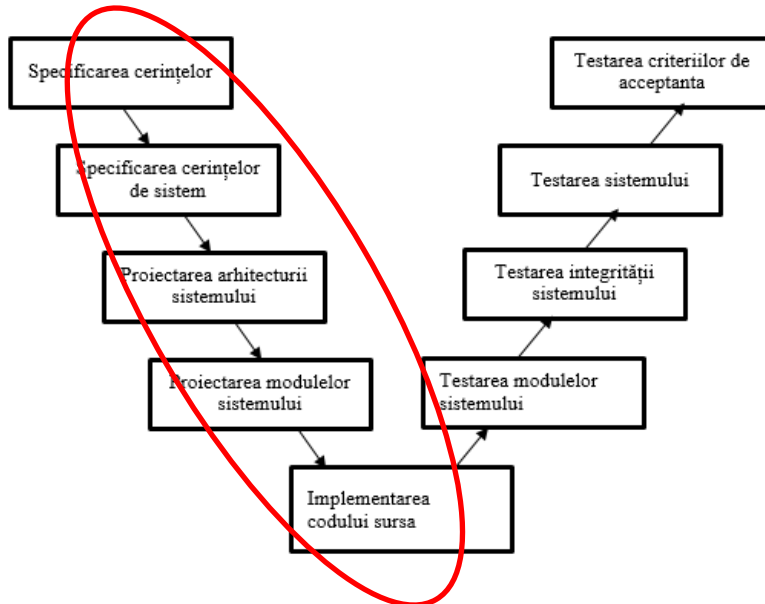 Specificarea cerințelor
Specificarea cerințelor
de sistem
Proiectarea arhitecturii
sistemului
Proiectarea modulelor
sistemului
Implementarea
codului sursa
Testarea modulelor
sistemului
Testarea integrității
sistemului
Testarea sistemului
Testarea criteriilor de
acceptanta